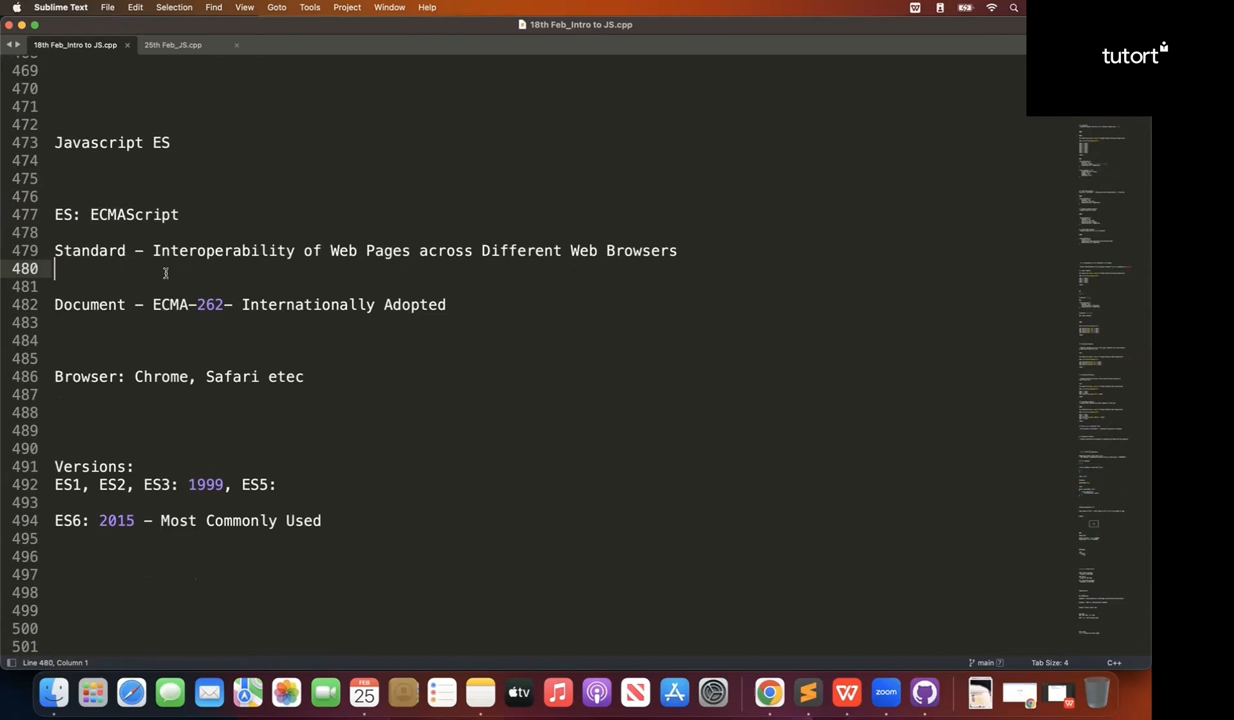 Sublime Text File Edit Selection Find View Goto Tools Project Window Help
18th Feb_Intro to JS.cpp
tutort
18th Feb_Intro to JS.cpp × 25th Feb_JS.cpp ×
469
470
471
472
473 Javascript ES
474
475
476
477 ES: ECMAScript
478
479 Standard - Interoperability of Web Pages across Different Web Browsers
480
481
482 Document - ECMA-262- Internationally Adopted
483
484
485
486 Browser: Chrome, Safari etec
487
488
489
490
491 Versions:
492 ES1, ES2, ES3: 1999, ES5:
493
494 ES6: 2015 - Most Commonly Used
495
496
497
498
499
500
501
Line 480, Column 1 main ? Tab Size: 4 C++
FEB
25
tv
zoom